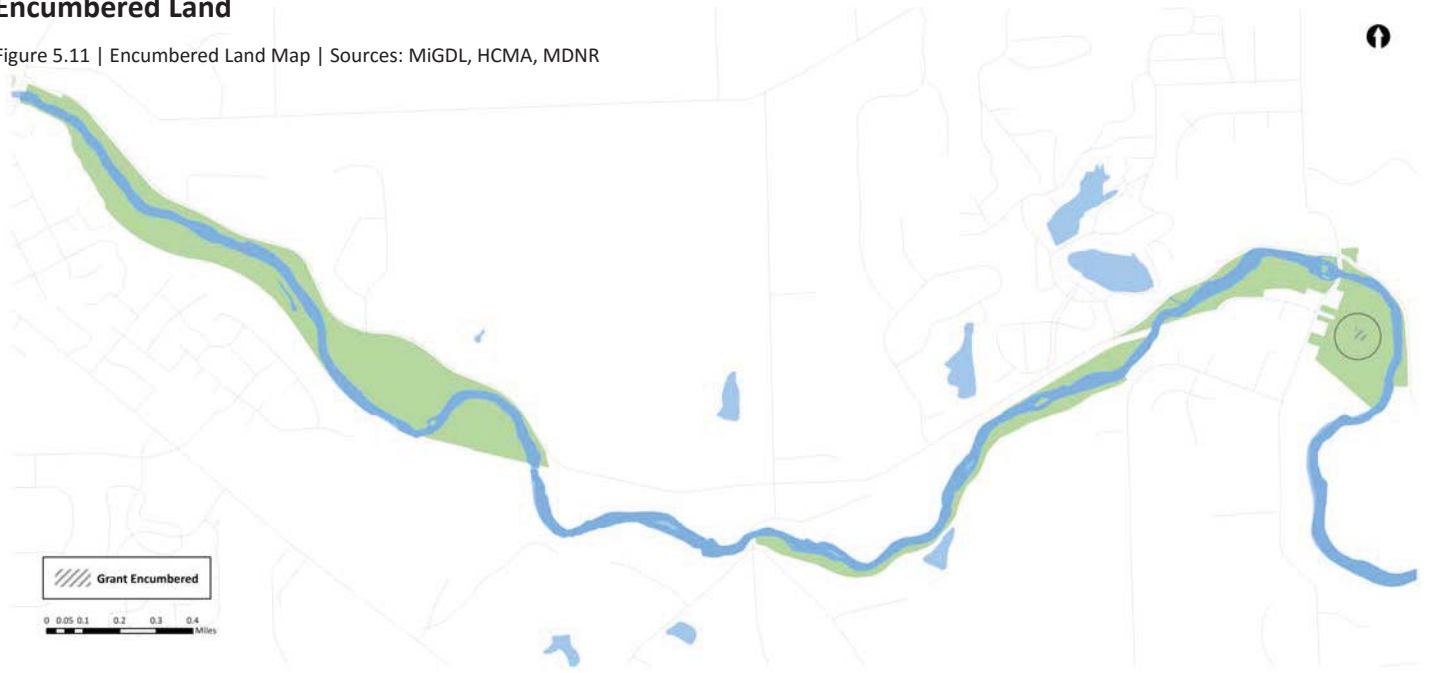 Encumbered Land
Figure 5.11 | Encumbered Land Map | Sources: MiGDL, HCMA, MDNR
Grant Encumbered
0 0.05 0.1 0.2 0.3 0.4
Miles